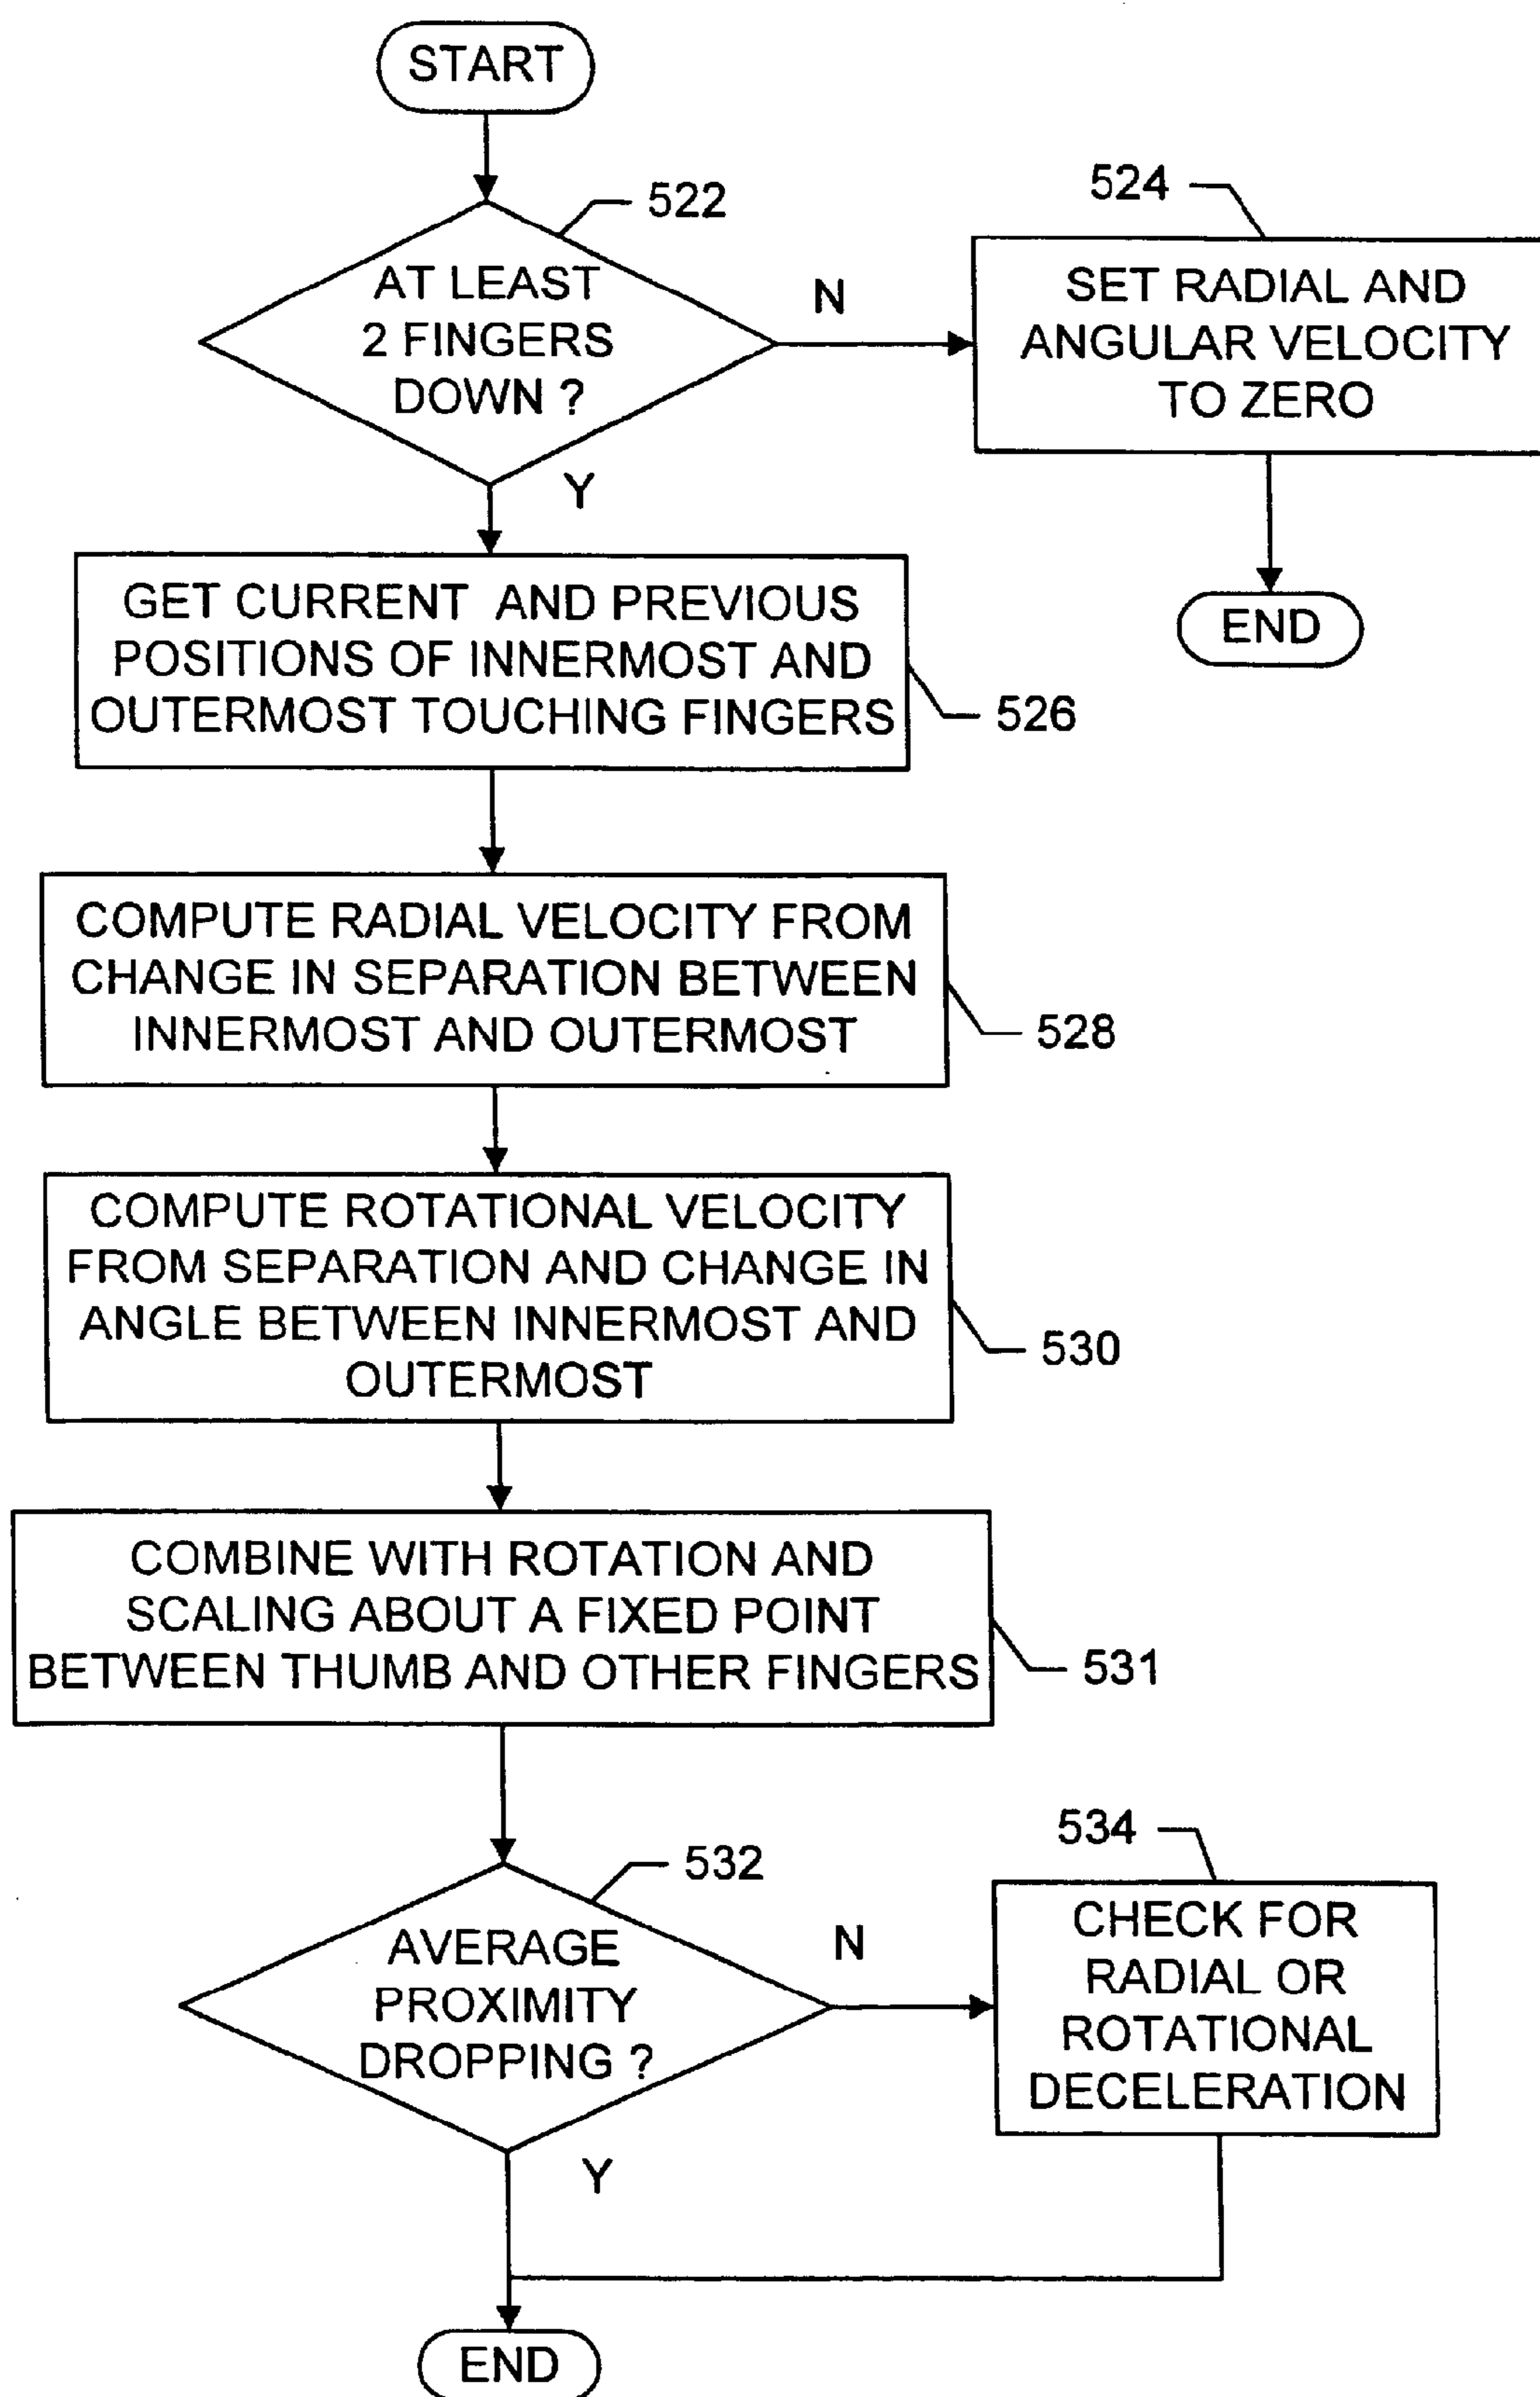 START
522
AT LEAST
2 FINGERS
DOWN ?
N
524
SET RADIAL AND
ANGULAR VELOCITY
TO ZERO
END
Y
GET CURRENT AND PREVIOUS
POSITIONS OF INNERMOST AND
OUTERMOST TOUCHING FINGERS
526
COMPUTE RADIAL VELOCITY FROM
CHANGE IN SEPARATION BETWEEN
INNERMOST AND OUTERMOST
528
COMPUTE ROTATIONAL VELOCITY
FROM SEPARATION AND CHANGE IN
ANGLE BETWEEN INNERMOST AND
OUTERMOST
530
COMBINE WITH ROTATION AND
SCALING ABOUT A FIXED POINT
BETWEEN THUMB AND OTHER FINGERS
531
532
AVERAGE
PROXIMITY
DROPPING ?
N
534
CHECK FOR
RADIAL OR
ROTATIONAL
DECELERATION
Y
END